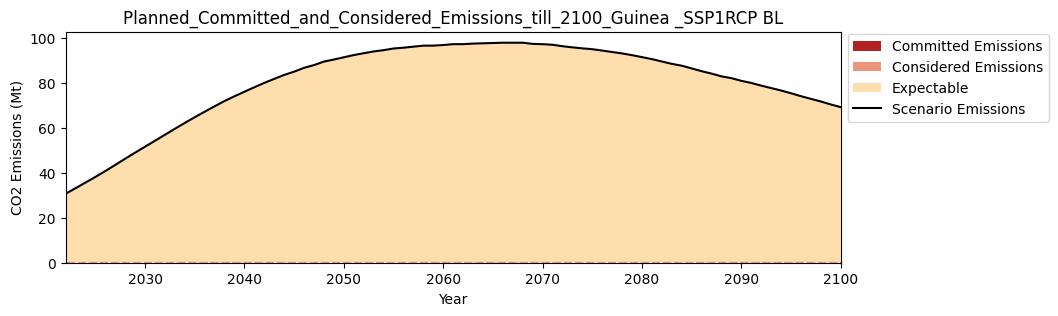 Planned_Committed_and_Considered_Emissions_till_2100_Guinea _SSP1RCP BL
CO2 Emissions (Mt)
100
80
60
40
20
0
2030 2040 2050 2060 2070 2080 2090 2100
Year
Committed Emissions
Considered Emissions
Expectable
Scenario Emissions